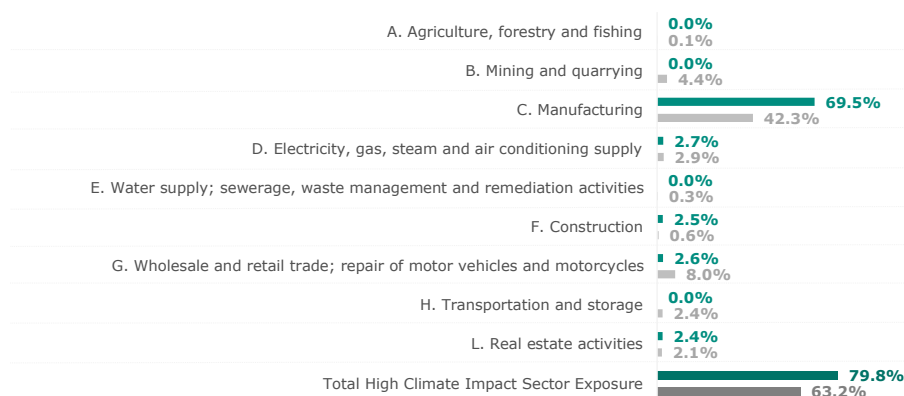 A. Agriculture, forestry and fishing
0.0%
0.1%
B. Mining and quarrying
0.0%
4.4%
C. Manufacturing
69.5%
42.3%
D. Electricity, gas, steam and air conditioning supply
2.7%
2.9%
E. Water supply; sewerage, waste management and remediation activities
0.0%
0.3%
F. Construction
2.5%
0.6%
G. Wholesale and retail trade; repair of motor vehicles and motorcycles
2.6%
8.0%
H. Transportation and storage
0.0%
2.4%
L. Real estate activities
2.4%
2.1%
Total High Climate Impact Sector Exposure
79.8%
63.2%